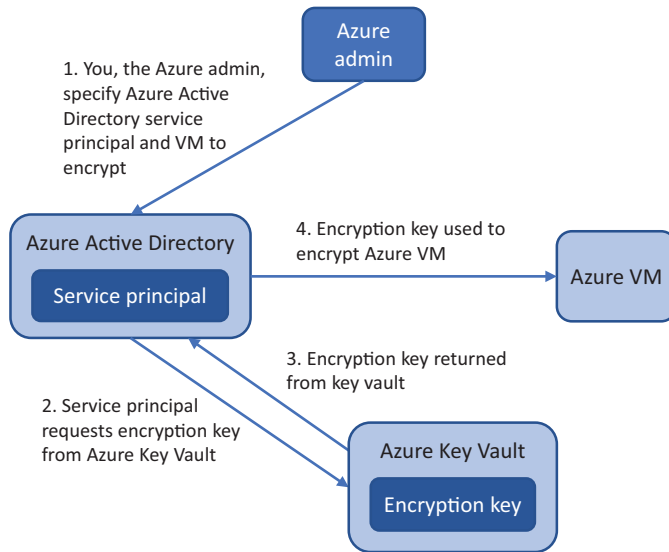 Azure
admin
1. You, the Azure admin,
specify Azure Active
Directory service
principal and VM to
encrypt
Azure Active Directory
Service principal
4. Encryption key used to
encrypt Azure VM
Azure VM
3. Encryption key returned
from key vault
2. Service principal
requests encryption key
from Azure Key Vault
Azure Key Vault
Encryption key